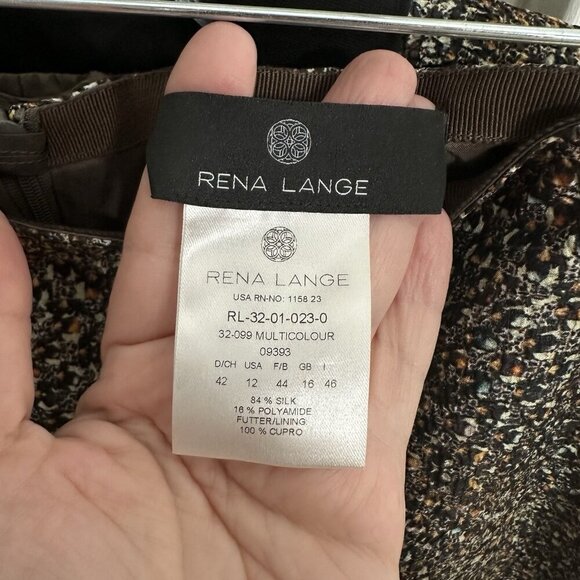 RENA LANGE
RENA LANGE
USA RN-NO: 1158 23
RL-32-01-023-0
32-099 MULTICOLOUR
09393
D/CH USA F/B GB I
42 12 44 16 46
84 % SILK
16 % POLYAMIDE
FUTTER/LINING:
100 % CUPRO